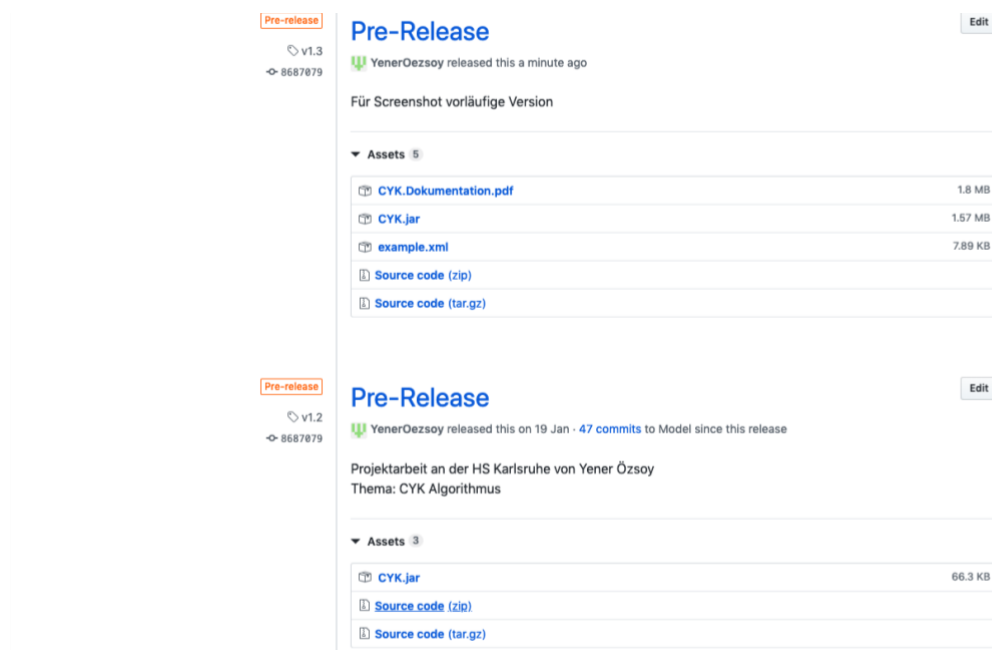 Pre-release
Pre-Release
Edit
v1.3
YenerOezsoy released this a minute ago
8687079
Für Screenshot vorläufige Version
Assets 5
CYK.Dokumentation.pdf 1.8 MB
CYK.jar 1.57 MB
example.xml 7.89 KB
Source code (zip)
Source code (tar.gz)
Pre-release
Pre-Release
Edit
v1.2
YenerOezsoy released this on 19 Jan · 47 commits to Model since this release
8687079
Projektarbeit an der HS Karlsruhe von Yener Özsoy
Thema: CYK Algorithmus
Assets 3
CYK.jar 66.3 KB
Source code (zip)
Source code (tar.gz)